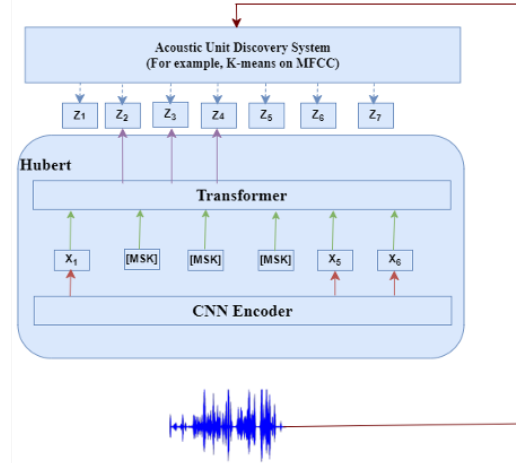 Acoustic Unit Discovery System
(For example, K-means on MFCC)
Z1 Z2 Z3 Z4 Z5 Z6 Z7
Hubert
Transformer
X1 [MSK] [MSK] [MSK] X5 X6
CNN Encoder